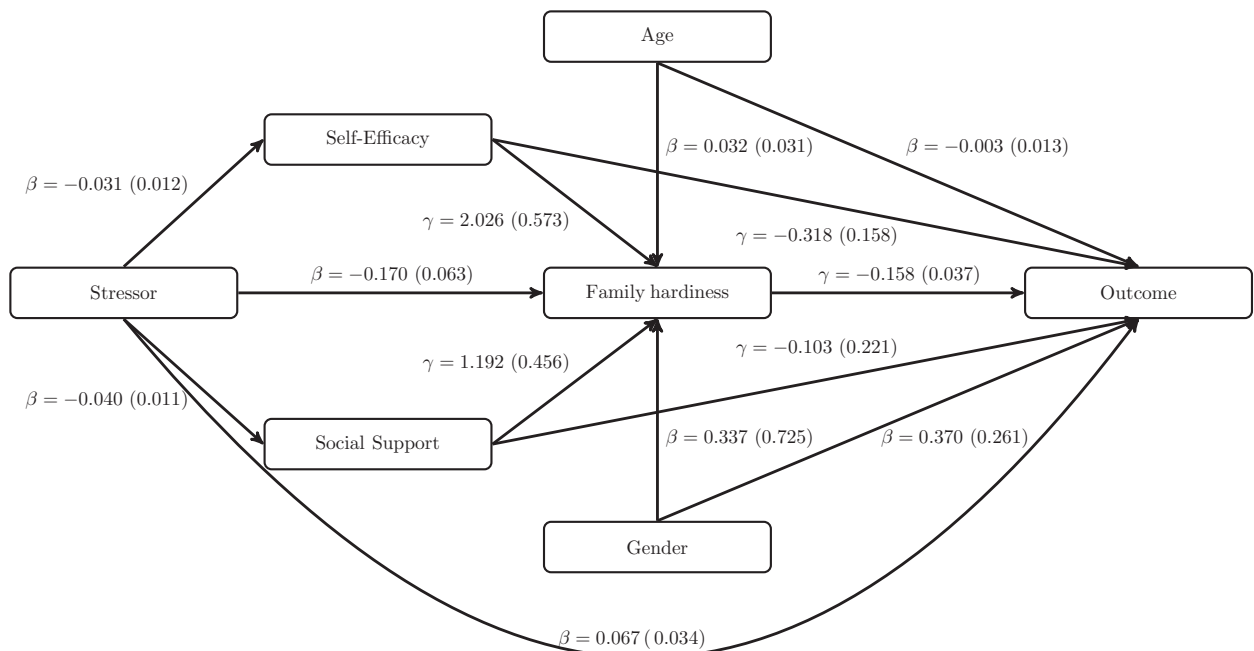 Age
Self-Efficacy
β = 0.032 (0.031)
β = −0.003 (0.013)
β = −0.031 (0.012)
γ = 2.026 (0.573)
γ = −0.318 (0.158)
β = −0.170 (0.063)
γ = −0.158 (0.037)
Stressor
Family hardiness
Outcome
γ = 1.192 (0.456)
γ = −0.103 (0.221)
β = −0.040 (0.011)
Social Support
β = 0.337 (0.725)
β = 0.370 (0.261)
Gender
β = 0.067 (0.034)